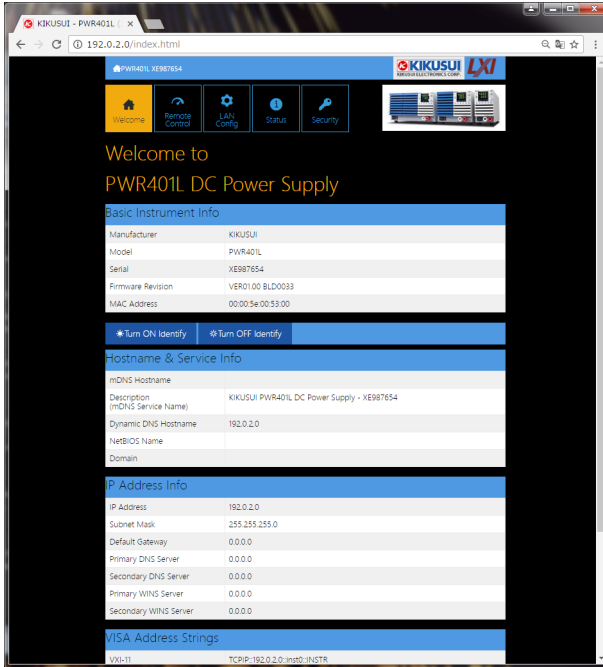 KIKUSUI - PWR401L (
192.0.2.0/index.html
PWR401L XE987654
KIKUSUI
KIKUSUI ELECTRONICS CORP.
LXI
Welcome
Remote Control
LAN Config
Status
Security
Welcome to
PWR401L DC Power Supply
Basic Instrument Info
Manufacturer KIKUSUI
Model PWR401L
Serial XE987654
Firmware Revision VER01.00 BLD0033
MAC Address 00:00:5e:00:53:00
Turn ON Identify Turn OFF Identify
Hostname & Service Info
mDNS Hostname
Description KIKUSUI PWR401L DC Power Supply - XE987654
(mDNS Service Name)
Dynamic DNS Hostname 192.0.2.0
NetBIOS Name
Domain
IP Address Info
IP Address 192.0.2.0
Subnet Mask 255.255.255.0
Default Gateway 0.0.0.0
Primary DNS Server 0.0.0.0
Secondary DNS Server 0.0.0.0
Primary WINS Server 0.0.0.0
Secondary WINS Server 0.0.0.0
VISA Address Strings
VXI-11 TCPIP::192.0.2.0::inst0::INSTR